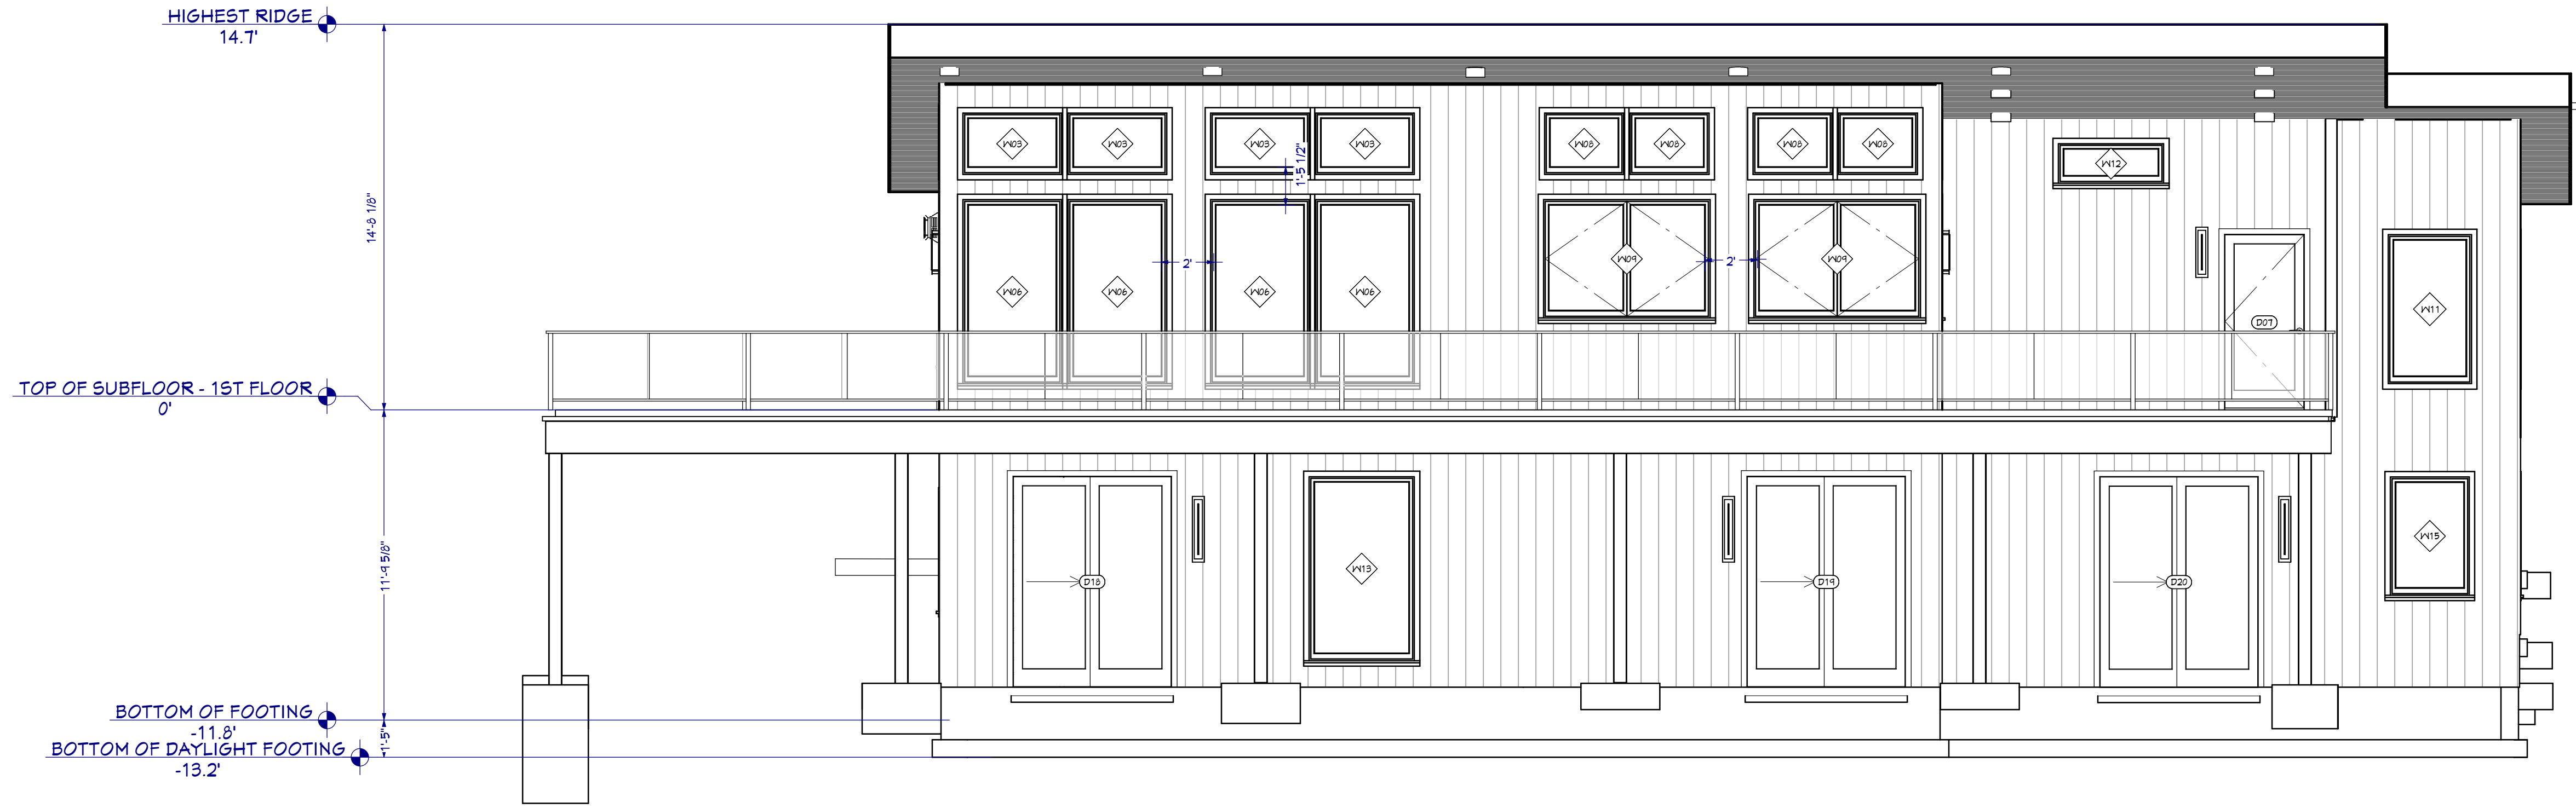 HIGHEST RIDGE
14.7'
14'-8 1/8"
W03
W03
W03
W03
W08
W08
W08
W08
1'-5 1/2"
W12
W06
W06
2'
W06
W06
W09
2'
W09
D07
W11
TOP OF SUBFLOOR - 1ST FLOOR
0'
11'-9 5/8"
D18
W13
D19
D20
W15
BOTTOM OF FOOTING
-11.8'
1'-5"
BOTTOM OF DAYLIGHT FOOTING
-13.2'